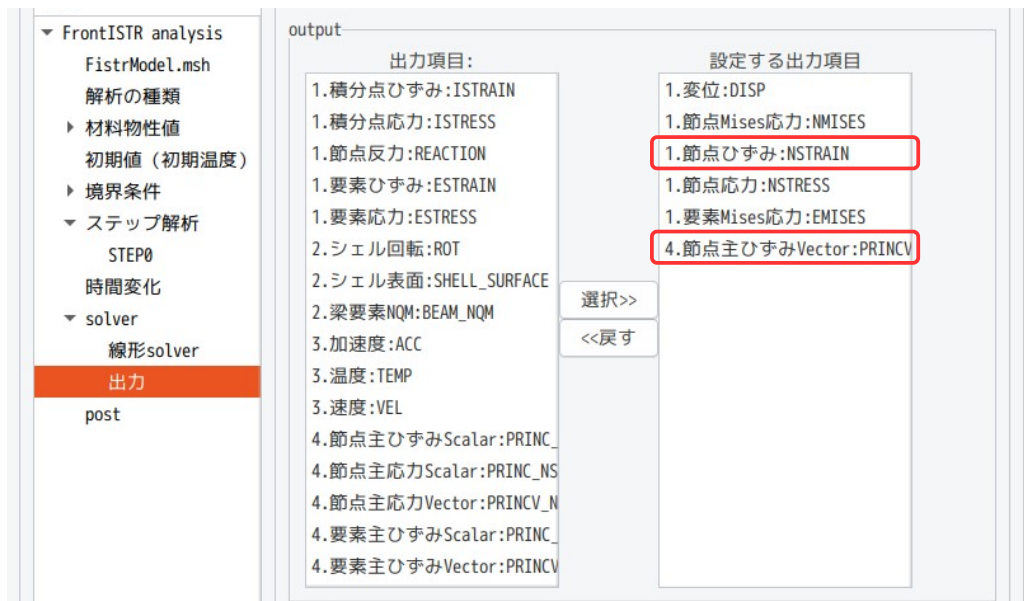 FrontISTR analysis
FistrModel.msh
解析の種類
材料物性値
初期値（初期温度）
境界条件
ステップ解析
STEP0
時間変化
solver
線形solver
出力
post
output
出力項目:
1.積分点ひずみ:ISTRAIN
1.積分点応力:ISTRESS
1.節点反力:REACTION
1.要素ひずみ:ESTRAIN
1.要素応力:ESTRESS
2.シェル回転:ROT
2.シェル表面:SHELL_SURFACE
2.梁要素NQM:BEAM_NQM
3.加速度:ACC
3.温度:TEMP
3.速度:VEL
4.節点主ひずみScalar:PRINC_
4.節点主応力Scalar:PRINC_NS
4.節点主応力Vector:PRINCV_N
4.要素主ひずみScalar:PRINC_
4.要素主ひずみVector:PRINCV
選択>>
<<戻す
設定する出力項目
1.変位:DISP
1.節点Mises応力:NMISES
1.節点ひずみ:NSTRAIN
1.節点応力:NSTRESS
1.要素Mises応力:EMISES
4.節点主ひずみVector:PRINCV